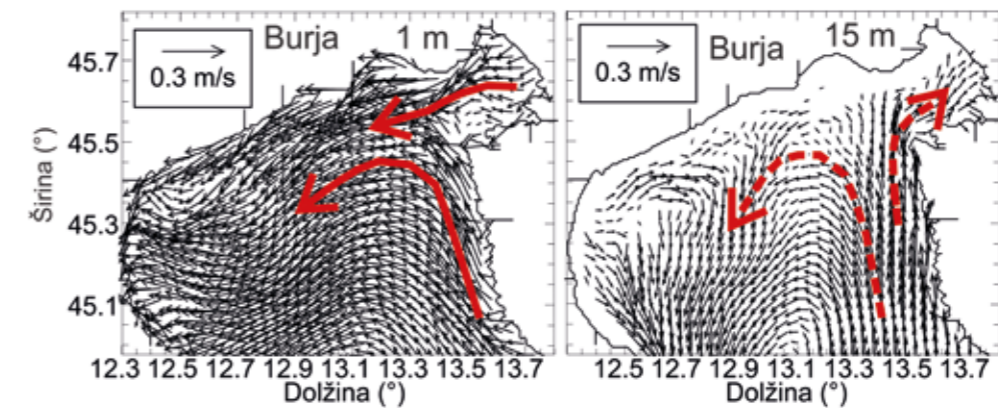 Burja 1 m
0.3 m/s
Burja 15 m
0.3 m/s
Širina (°)
45.7
45.5
45.3
45.1
12.3 12.5 12.7 12.9 13.1 13.3 13.5 13.7
Dolžina (°)
12.5 12.7 12.9 13.1 13.3 13.5 13.7
Dolžina (°)